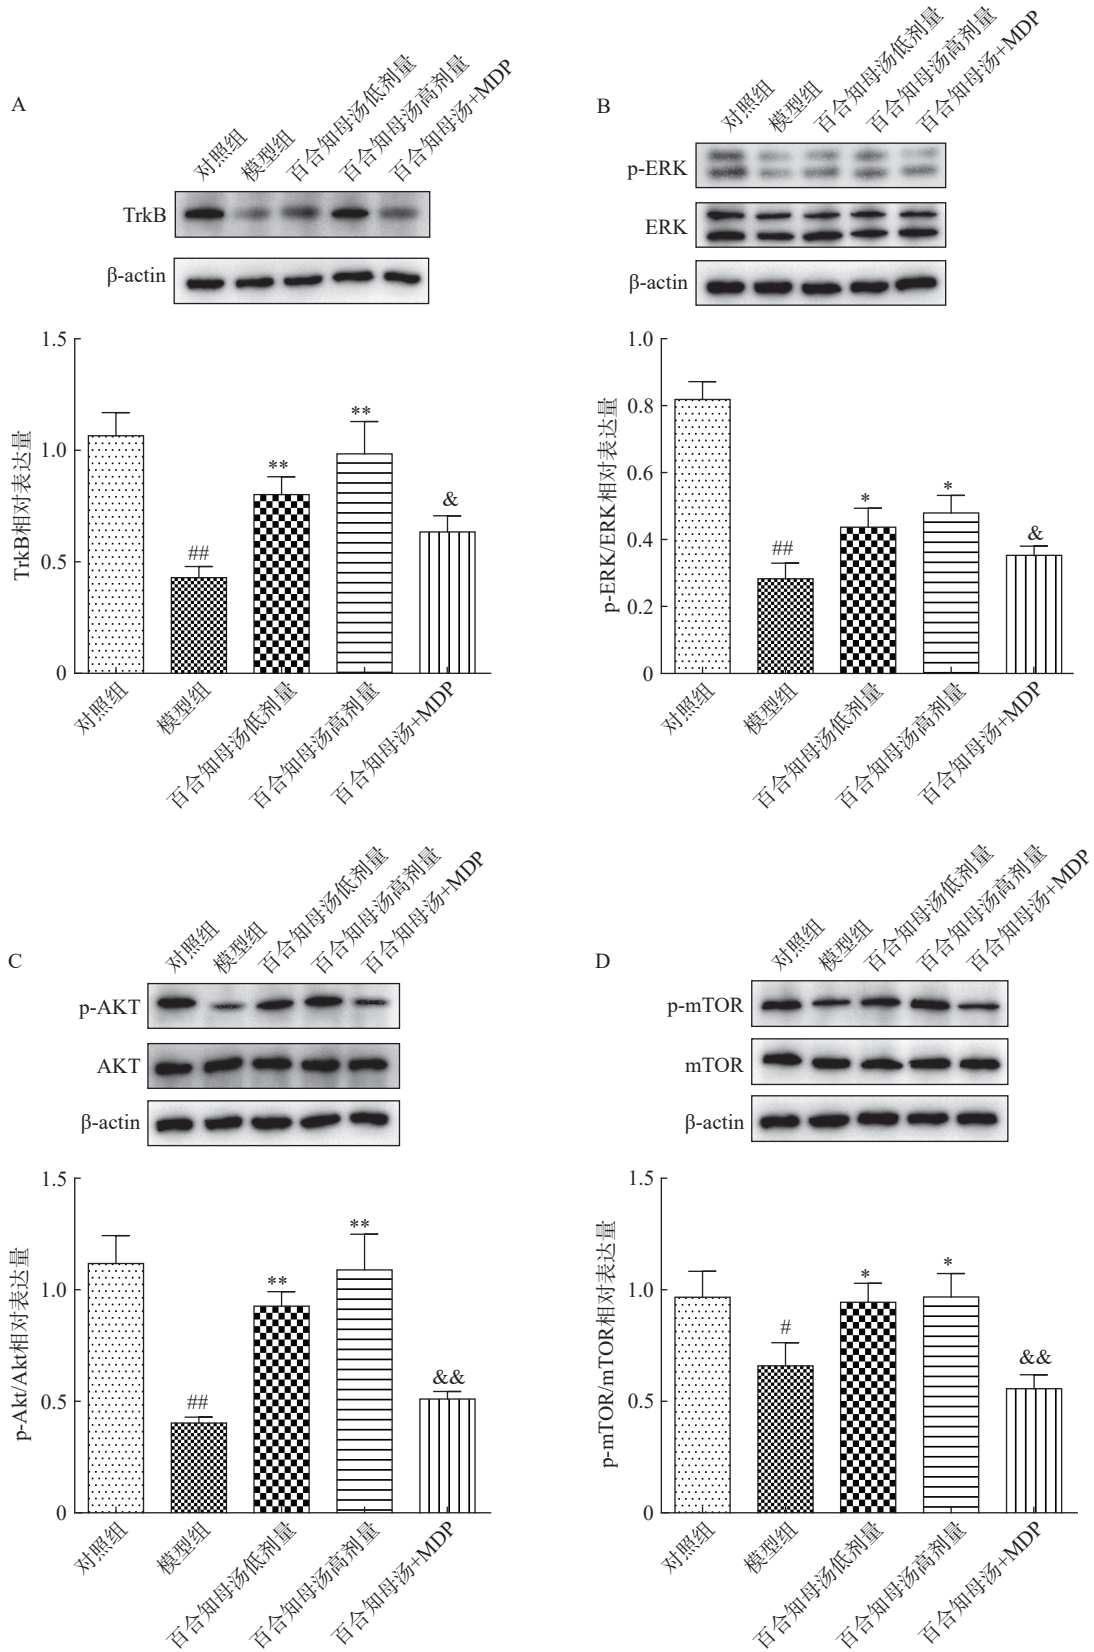 A
对照组
模型组
百合知母汤低剂量
百合知母汤高剂量
百合知母汤+MDP
TrkB
β-actin
TrkB相对表达量
1.5
1.0
0.5
0
##
**
**
&
对照组
模型组
百合知母汤低剂量
百合知母汤高剂量
百合知母汤+MDP
B
对照组
模型组
百合知母汤低剂量
百合知母汤高剂量
百合知母汤+MDP
p-ERK
ERK
β-actin
p-ERK/ERK相对表达量
1.0
0.8
0.6
0.4
0.2
0
##
*
*
&
对照组
模型组
百合知母汤低剂量
百合知母汤高剂量
百合知母汤+MDP
C
对照组
模型组
百合知母汤低剂量
百合知母汤高剂量
百合知母汤+MDP
p-AKT
AKT
β-actin
p-Akt/Akt相对表达量
1.5
1.0
0.5
0
##
**
**
&&
对照组
模型组
百合知母汤低剂量
百合知母汤高剂量
百合知母汤+MDP
D
对照组
模型组
百合知母汤低剂量
百合知母汤高剂量
百合知母汤+MDP
p-mTOR
mTOR
β-actin
p-mTOR/mTOR相对表达量
1.5
1.0
0.5
0
#
*
*
&&
对照组
模型组
百合知母汤低剂量
百合知母汤高剂量
百合知母汤+MDP